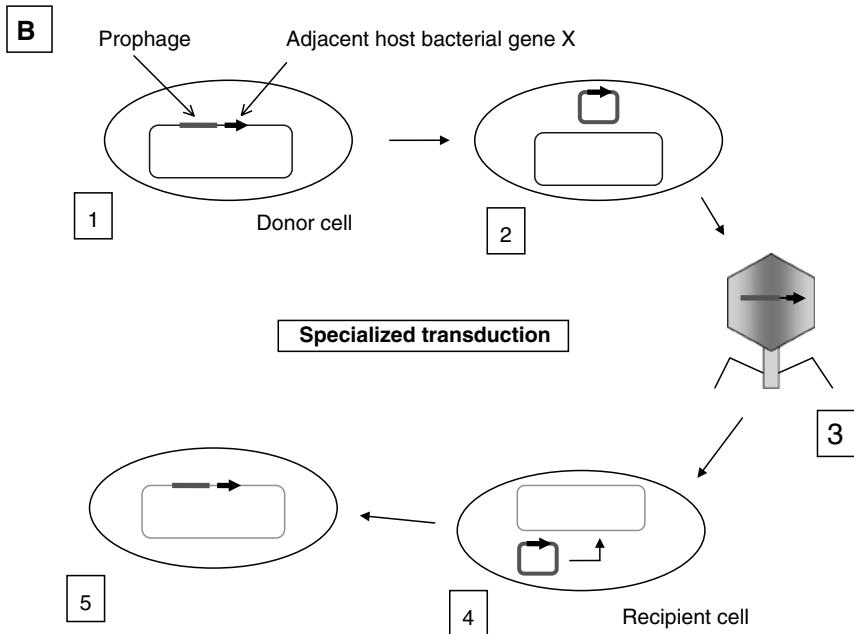 B
Prophage
Adjacent host bacterial gene X
1
Donor cell
2
Specialized transduction
3
5
4
Recipient cell